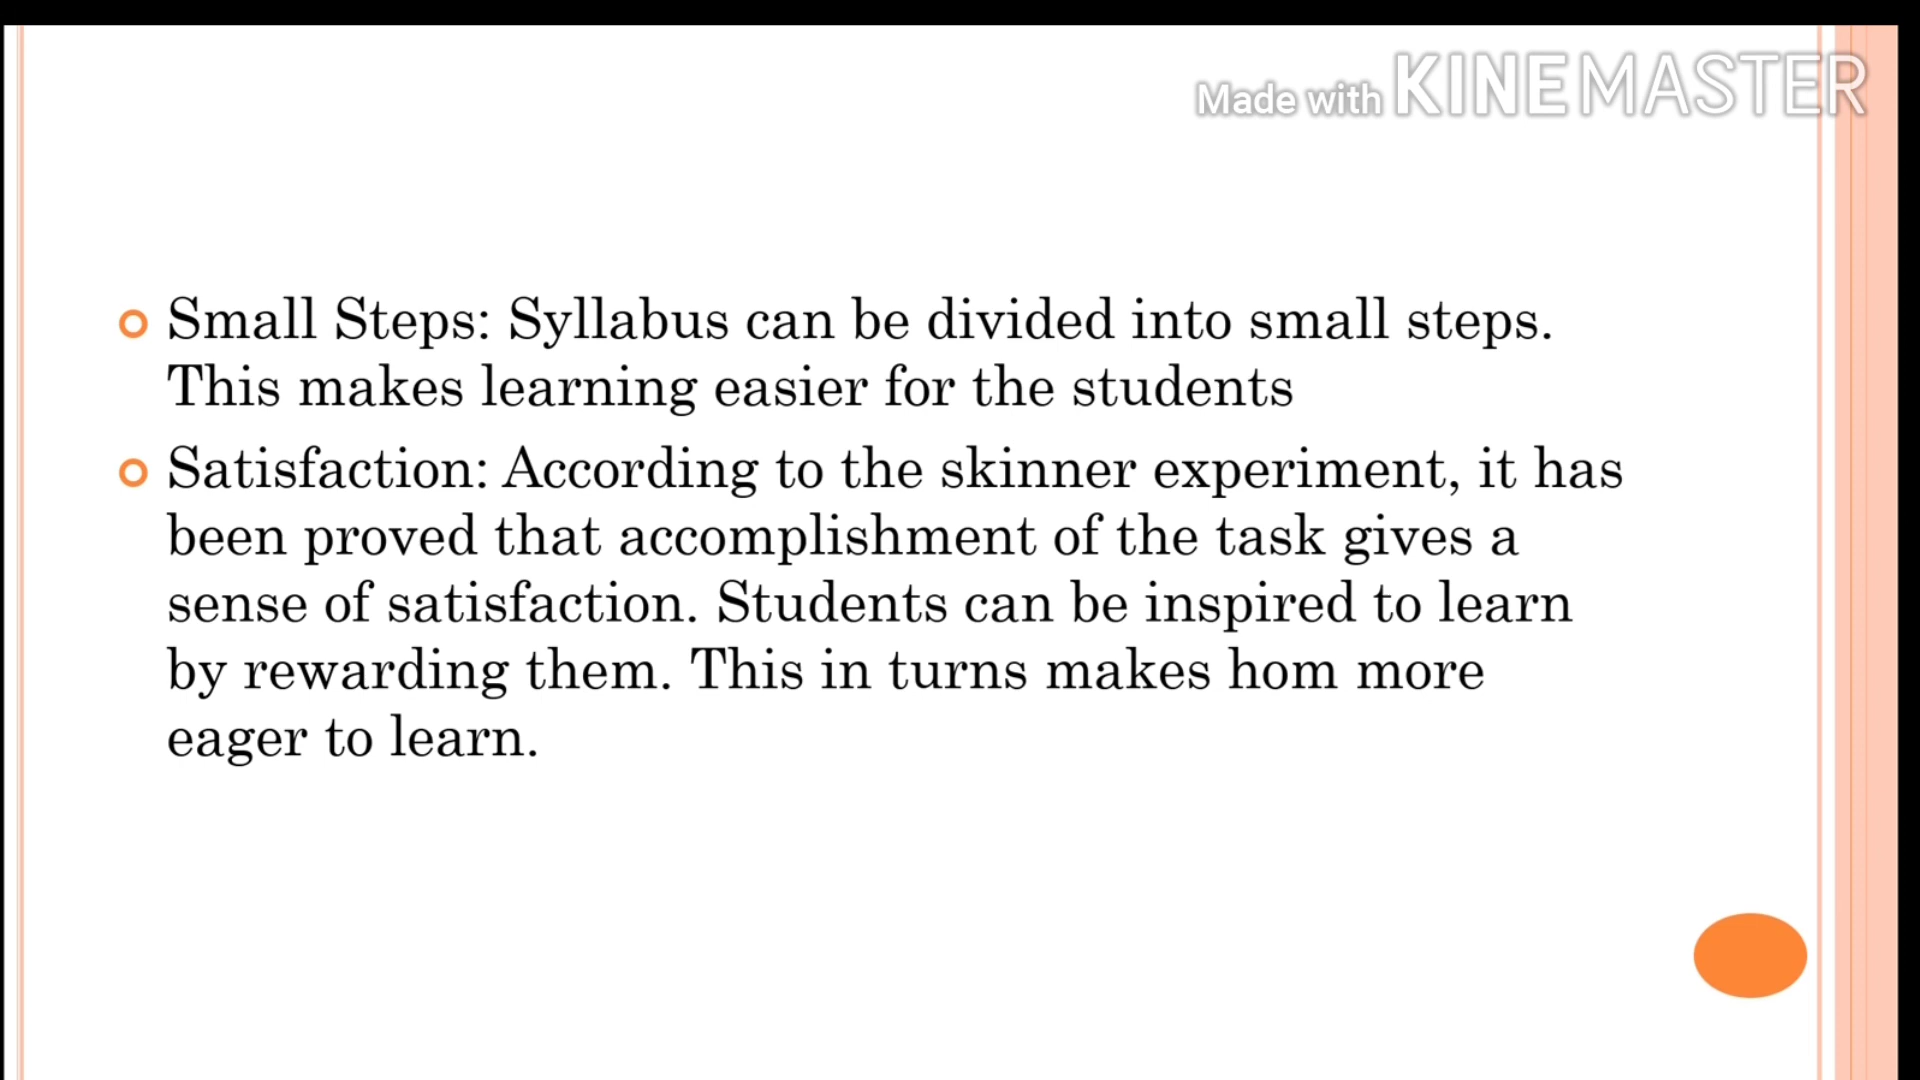 Made with KINEMASTER
Small Steps: Syllabus can be divided into small steps.
This makes learning easier for the students
Satisfaction: According to the skinner experiment, it has
been proved that accomplishment of the task gives a
sense of satisfaction. Students can be inspired to learn
by rewarding them. This in turns makes hom more
eager to learn.